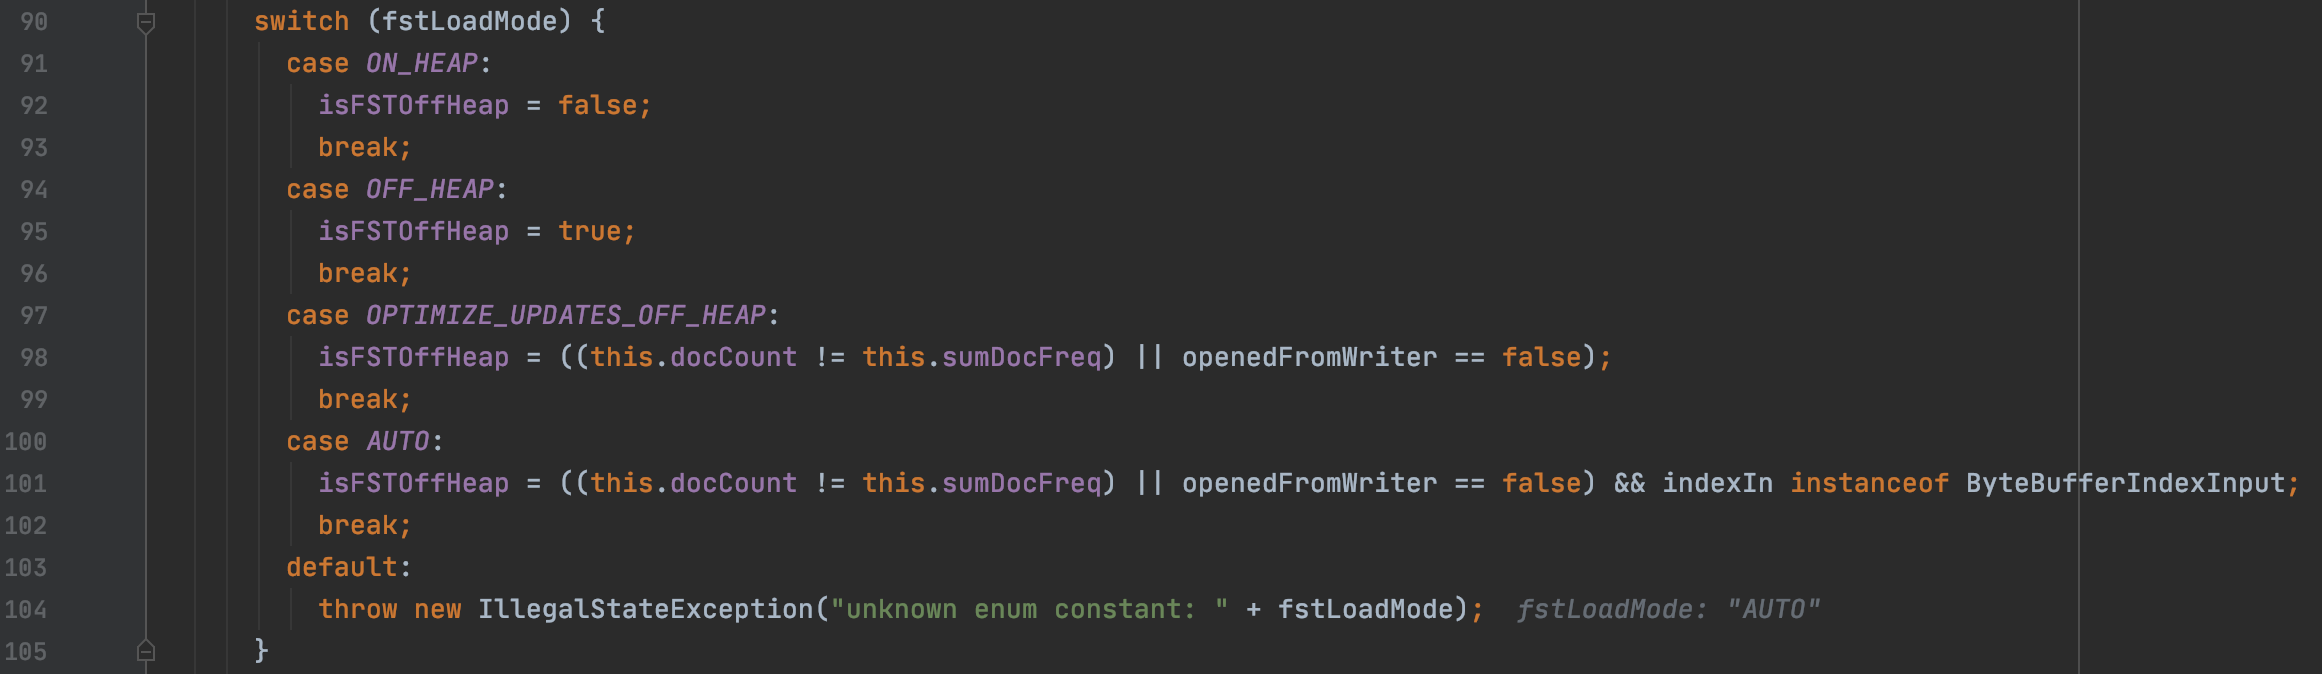 90 switch (fstLoadMode) {
91 case ON_HEAP:
92 isFSTOffHeap = false;
93 break;
94 case OFF_HEAP:
95 isFSTOffHeap = true;
96 break;
97 case OPTIMIZE_UPDATES_OFF_HEAP:
98 isFSTOffHeap = ((this.docCount != this.sumDocFreq) || openedFromWriter == false);
99 break;
100 case AUTO:
101 isFSTOffHeap = ((this.docCount != this.sumDocFreq) || openedFromWriter == false) && indexIn instanceof ByteBufferIndexInput;
102 break;
103 default:
104 throw new IllegalStateException("unknown enum constant: " + fstLoadMode); fstLoadMode: "AUTO"
105 }